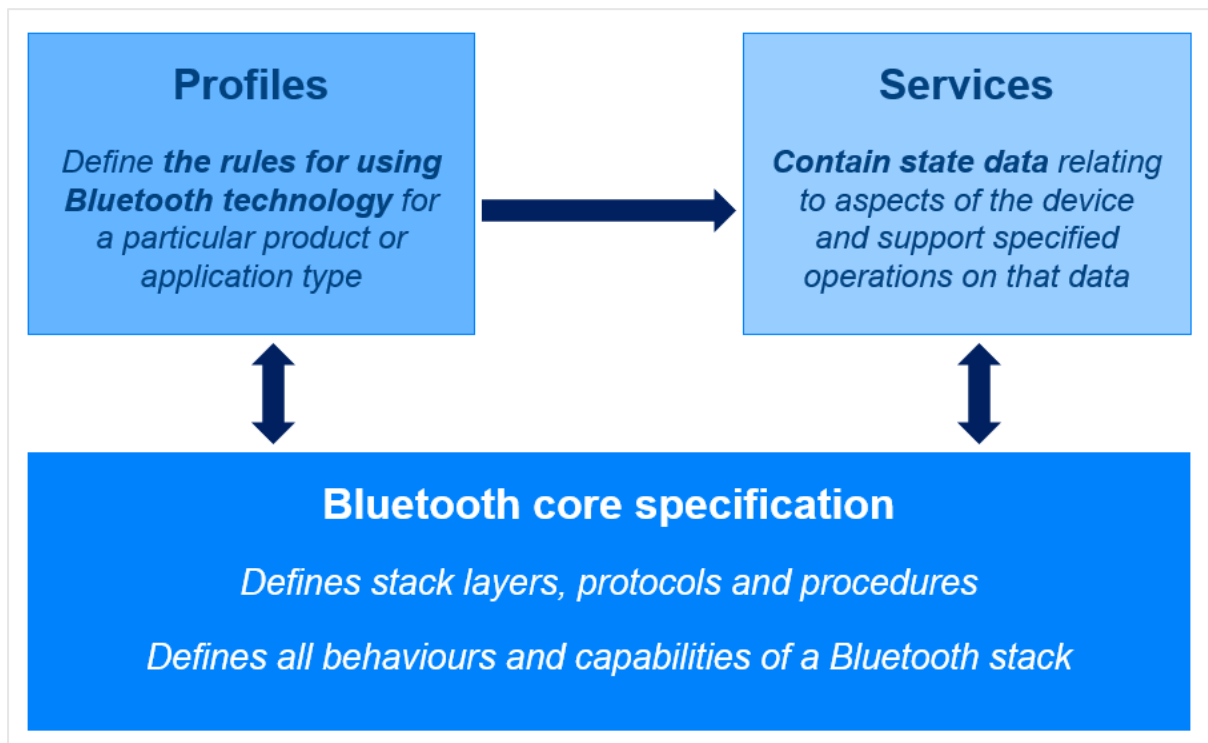 Profiles
Define the rules for using
Bluetooth technology for
a particular product or
application type
Services
Contain state data relating
to aspects of the device
and support specified
operations on that data
Bluetooth core specification
Defines stack layers, protocols and procedures
Defines all behaviours and capabilities of a Bluetooth stack